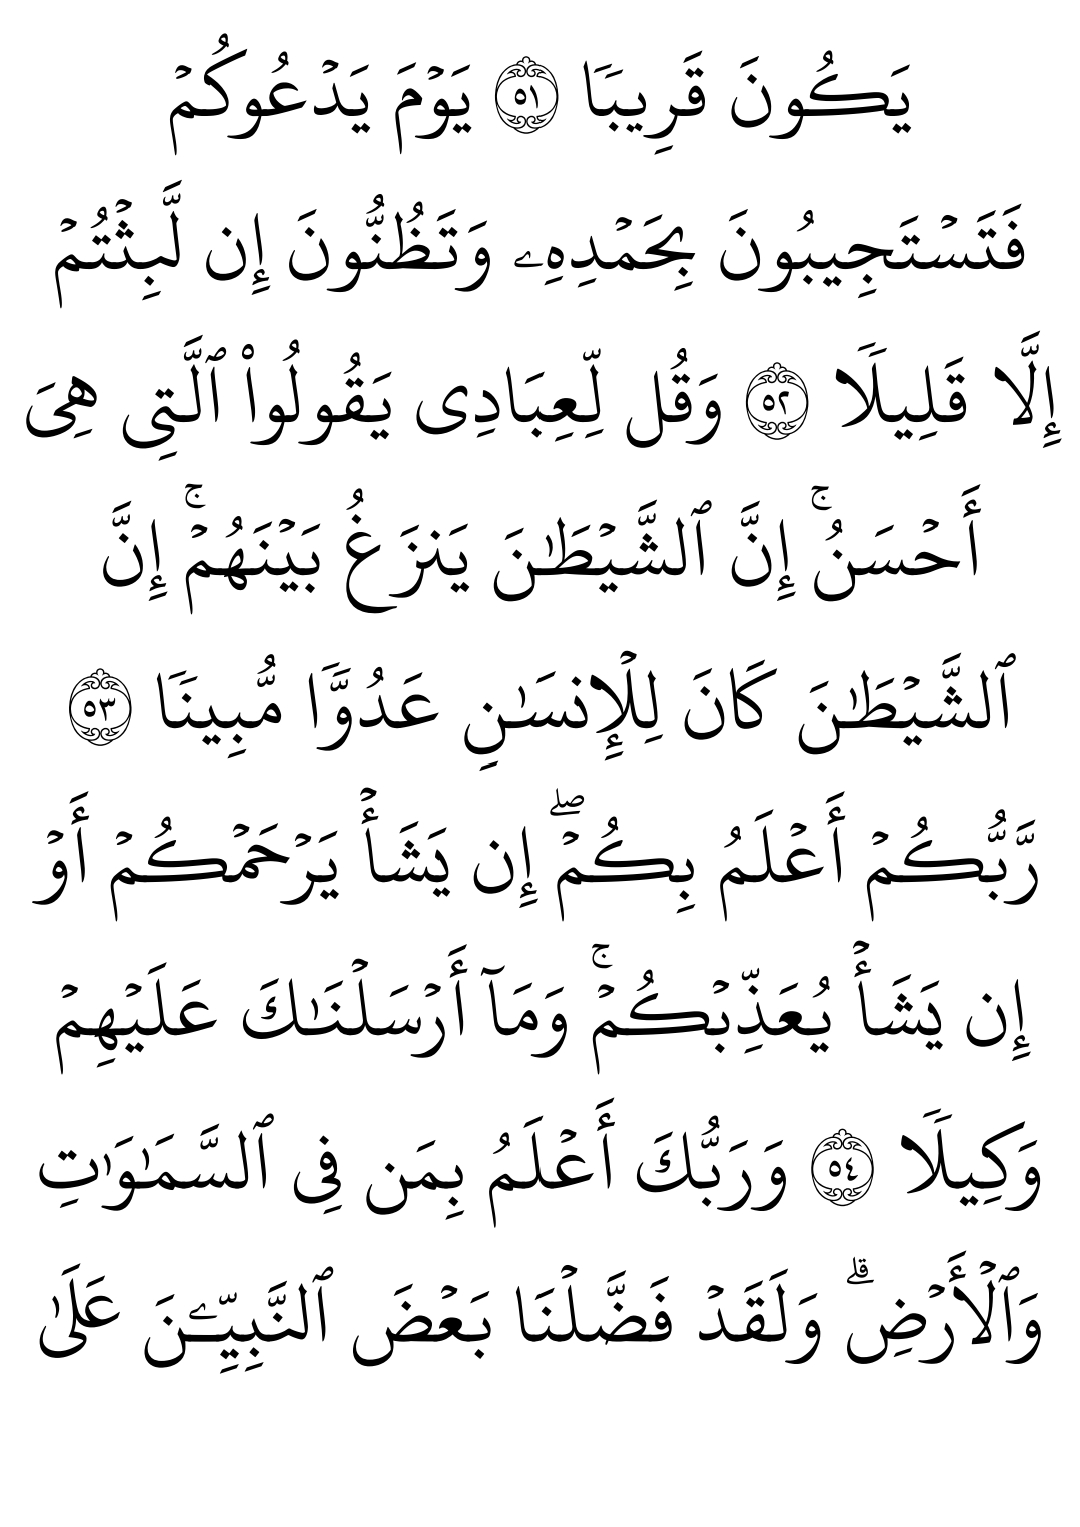 يَكُونَ قَرِيبٗا ٥١ يَوۡمَ يَدۡعُوكُمۡ
فَتَسۡتَجِيبُونَ بِحَمۡدِهِۦ وَتَظُنُّونَ إِن لَّبِثۡتُمۡ
إِلَّا قَلِيلٗا ٥٢ وَقُل لِّعِبَادِي يَقُولُواْ ٱلَّتِي هِيَ
أَحۡسَنُۚ إِنَّ ٱلشَّيۡطَٰنَ يَنزَغُ بَيۡنَهُمۡۚ إِنَّ
ٱلشَّيۡطَٰنَ كَانَ لِلۡإِنسَٰنِ عَدُوّٗا مُّبِينٗا ٥٣
رَّبُّكُمۡ أَعۡلَمُ بِكُمۡۖ إِن يَشَأۡ يَرۡحَمۡكُمۡ أَوۡ
إِن يَشَأۡ يُعَذِّبۡكُمۡۚ وَمَآ أَرۡسَلۡنَٰكَ عَلَيۡهِمۡ
وَكِيلٗا ٥٤ وَرَبُّكَ أَعۡلَمُ بِمَن فِي ٱلسَّمَٰوَٰتِ
وَٱلۡأَرۡضِۗ وَلَقَدۡ فَضَّلۡنَا بَعۡضَ ٱلنَّبِيِّـۧنَ عَلَىٰ